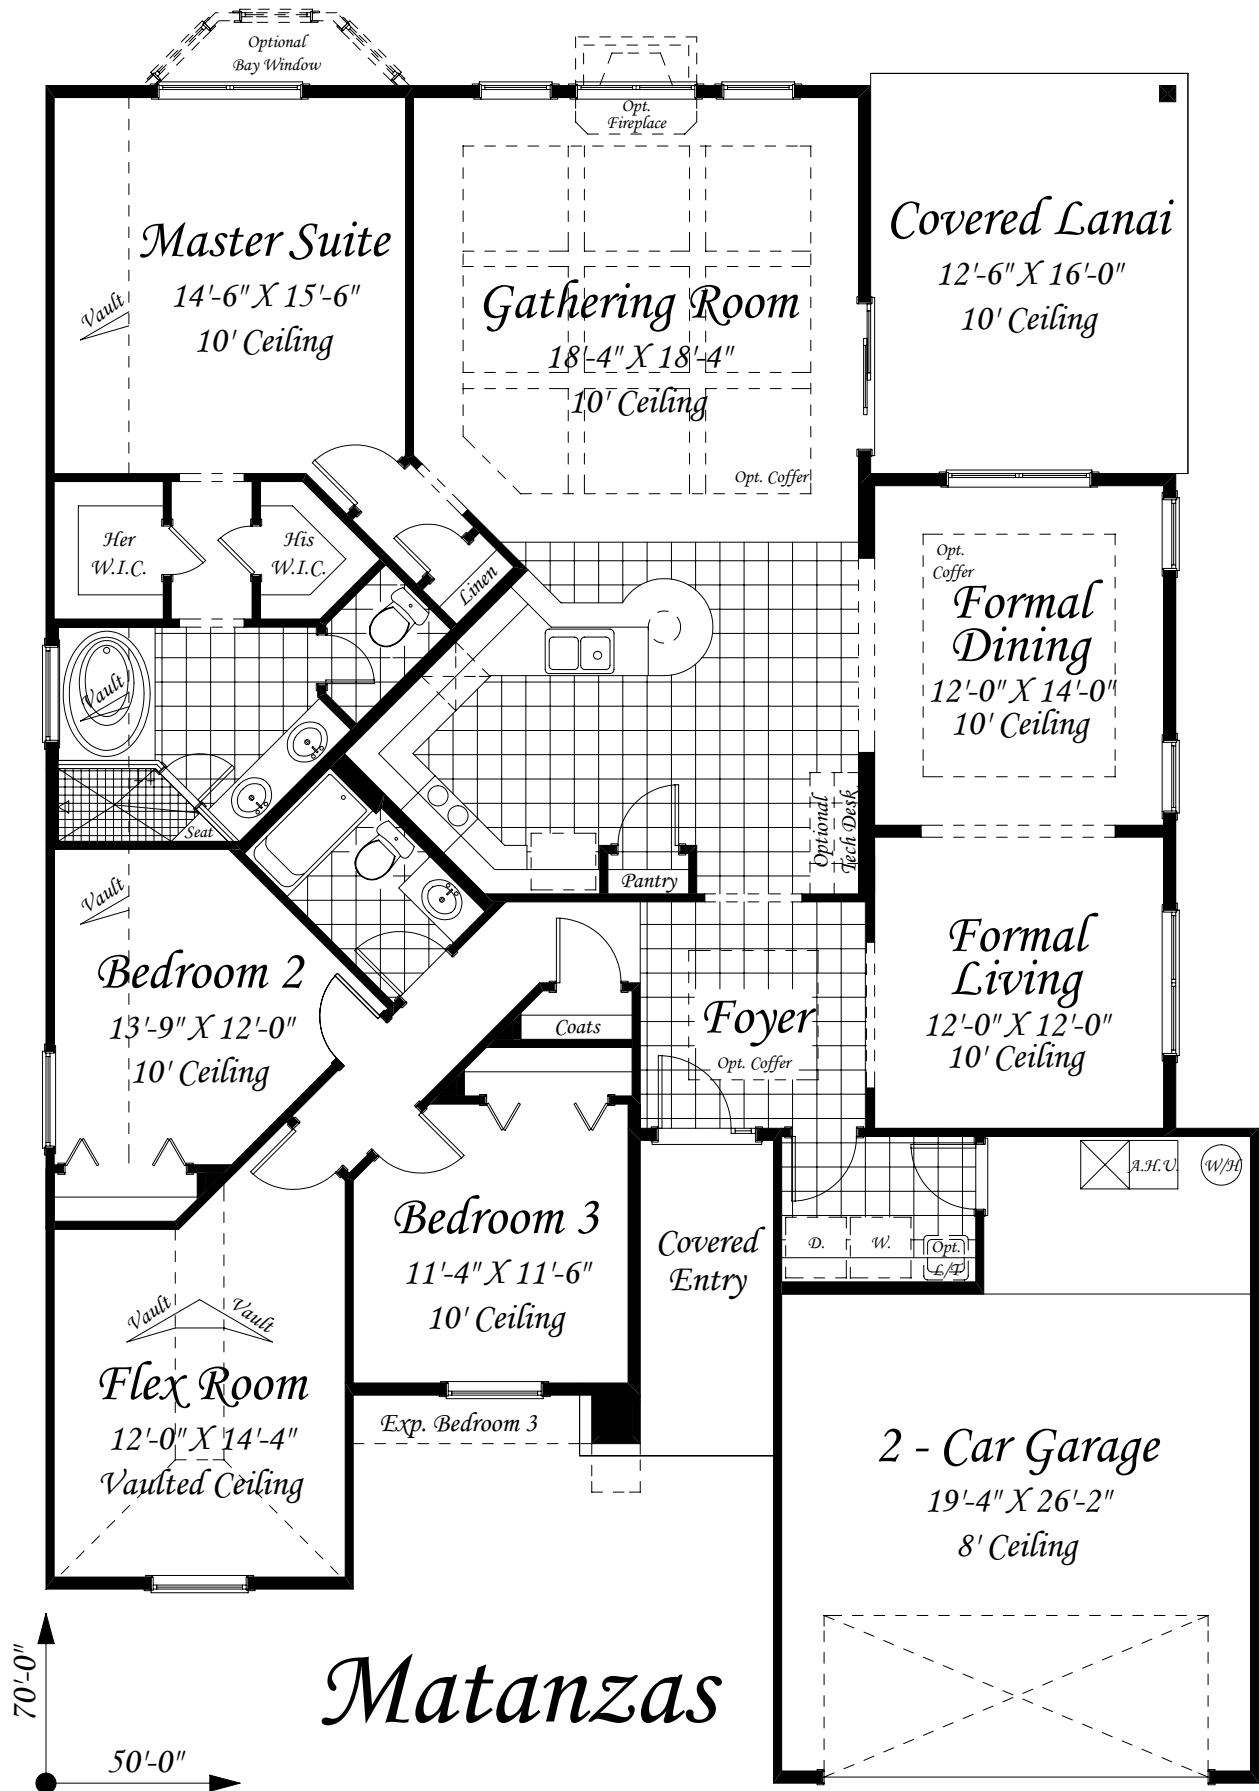 Optional
Bay Window
Opt.
Fireplace
Master Suite
14'-6" X 15'-6"
10' Ceiling
Vault
Gathering Room
18'-4" X 18'-4"
10' Ceiling
Opt. Coffer
Covered Lanai
12'-6" X 16'-0"
10' Ceiling
Her
W.I.C.
His
W.I.C.
Linen
Opt.
Coffer
Formal
Dining
12'-0" X 14'-0"
10' Ceiling
Vault
Seat
Optional
Tech Desk
Pantry
Vault
Bedroom 2
13'-9" X 12'-0"
10' Ceiling
Coats
Foyer
Opt. Coffer
Formal
Living
12'-0" X 12'-0"
10' Ceiling
A.H.U.
W/H
Bedroom 3
11'-4" X 11'-6"
10' Ceiling
Covered
Entry
D.
W.
Opt.
L/T
Vault
Vault
Flex Room
12'-0" X 14'-4"
Vaulted Ceiling
Exp. Bedroom 3
2 - Car Garage
19'-4" X 26'-2"
8' Ceiling
Matanzas
70'-0"
50'-0"